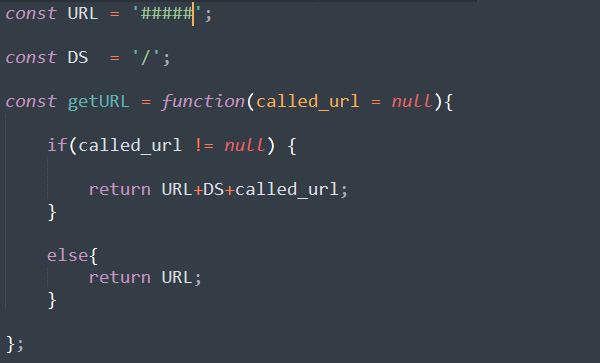 const URL = '#####';
const DS  = '/';
const getURL = function(called_url = null){
if(called_url != null) {
return URL+DS+called_url;
}
else{
return URL;
}
};